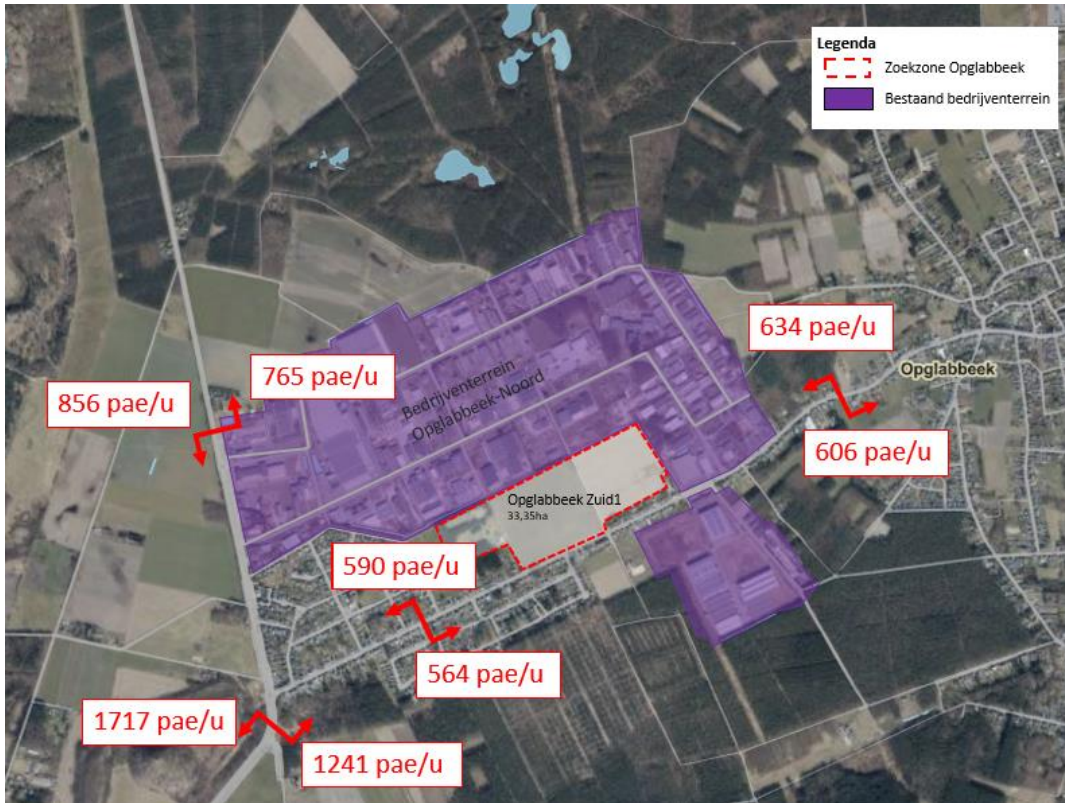 Legenda
Zoekzone Opglabbeek
Bestaand bedrijventerrein
634 pae/u
765 pae/u
856 pae/u
Bedrijventerrein
Opglabbeek-Noord
Opglabbeek
606 pae/u
Opglabbeek Zuid1
33,35ha
590 pae/u
564 pae/u
1717 pae/u
1241 pae/u